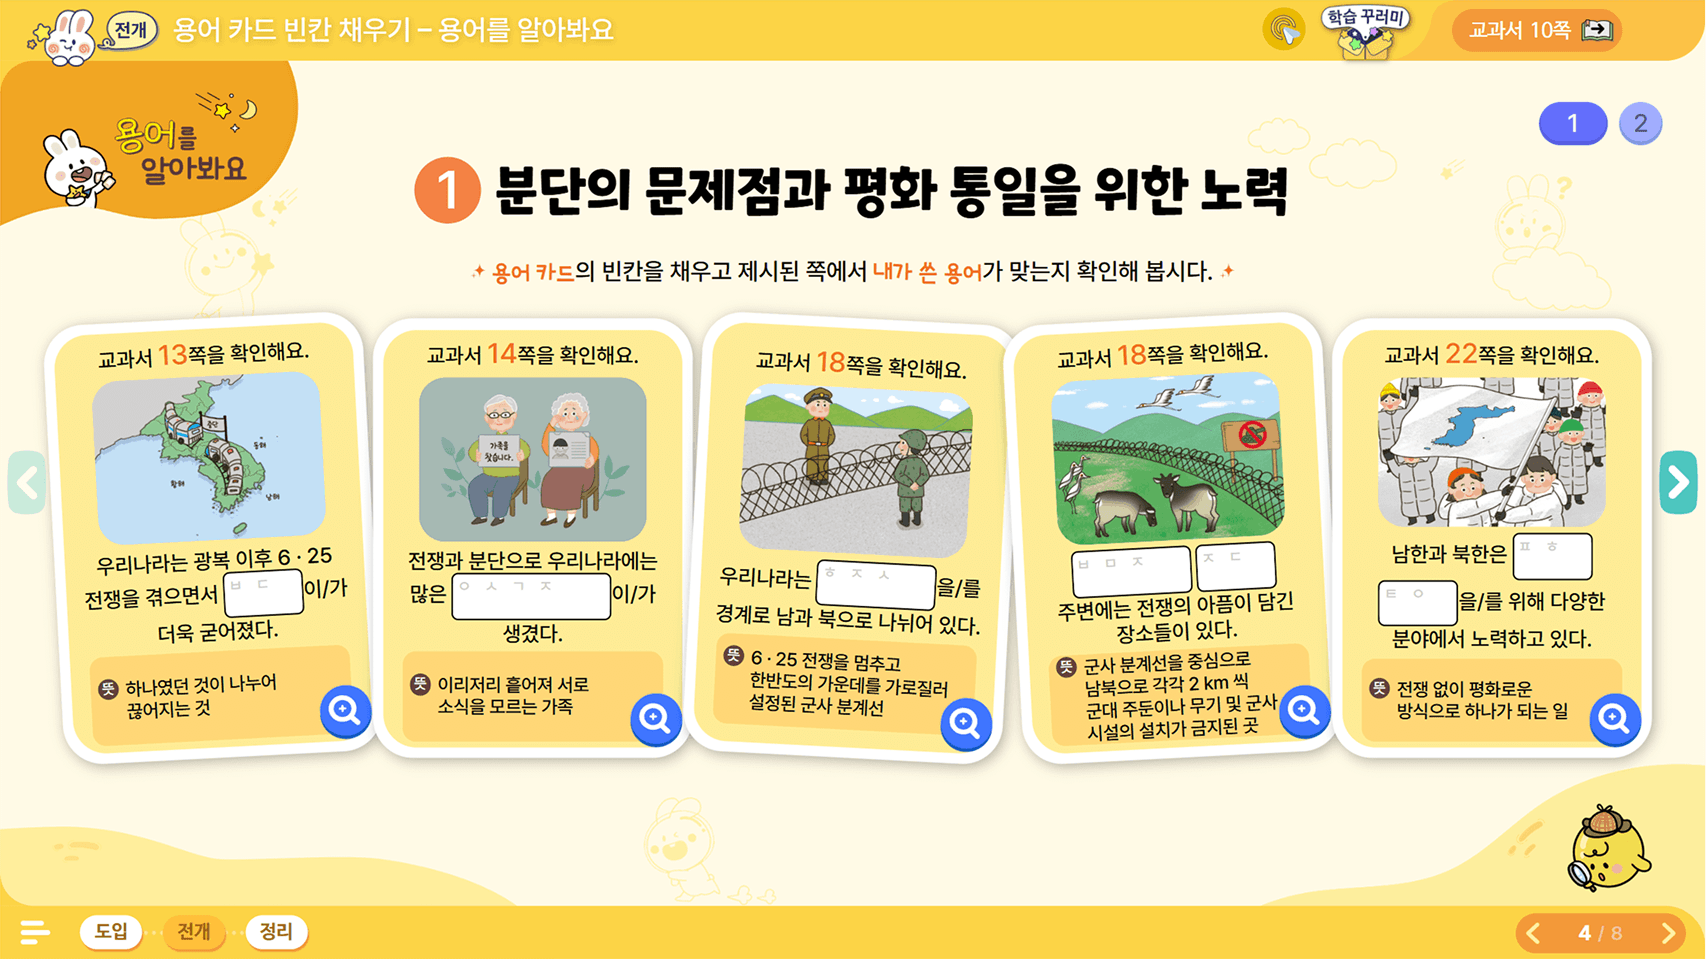 전개
용어 카드 빈칸 채우기 – 용어를 알아봐요
학습 꾸러미
교과서 10쪽
용어를
알아봐요
1 2
1 분단의 문제점과 평화 통일을 위한 노력
용어 카드의 빈칸을 채우고 제시된 쪽에서 내가 쓴 용어가 맞는지 확인해 봅시다.
교과서 13쪽을 확인해요.
분단
동해
황해
남해
우리나라는 광복 이후 6 · 25
전쟁을 겪으면서 ㅂ ㄷ 이/가
더욱 굳어졌다.
뜻 하나였던 것이 나누어
끊어지는 것
교과서 14쪽을 확인해요.
가족을
찾습니다.
전쟁과 분단으로 우리나라에는
많은 ㅇ ㅅ ㄱ ㅈ 이/가
생겼다.
뜻 이리저리 흩어져 서로
소식을 모르는 가족
교과서 18쪽을 확인해요.
우리나라는 ㅎ ㅈ ㅅ 을/를
경계로 남과 북으로 나뉘어 있다.
뜻 6 · 25 전쟁을 멈추고
한반도의 가운데를 가로질러
설정된 군사 분계선
교과서 18쪽을 확인해요.
ㅂ ㅁ ㅈ ㅈ ㄷ
주변에는 전쟁의 아픔이 담긴
장소들이 있다.
뜻 군사 분계선을 중심으로
남북으로 각각 2 km 씩
군대 주둔이나 무기 및 군사
시설의 설치가 금지된 곳
교과서 22쪽을 확인해요.
남한과 북한은 ㅍ ㅎ
ㅌ ㅇ 을/를 위해 다양한
분야에서 노력하고 있다.
뜻 전쟁 없이 평화로운
방식으로 하나가 되는 일
도입 전개 정리
4 / 8